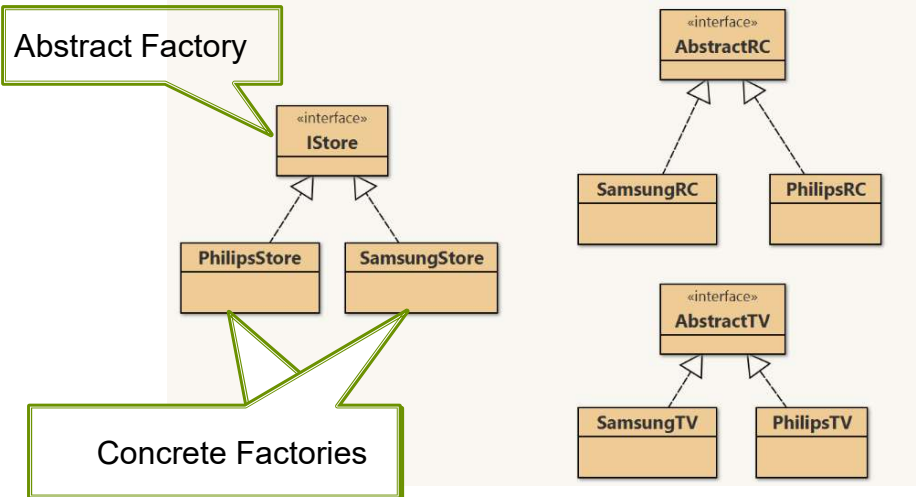 Abstract Factory
«interface»
IStore
PhilipsStore
SamsungStore
Concrete Factories
«interface»
AbstractRC
SamsungRC
PhilipsRC
«interface»
AbstractTV
SamsungTV
PhilipsTV